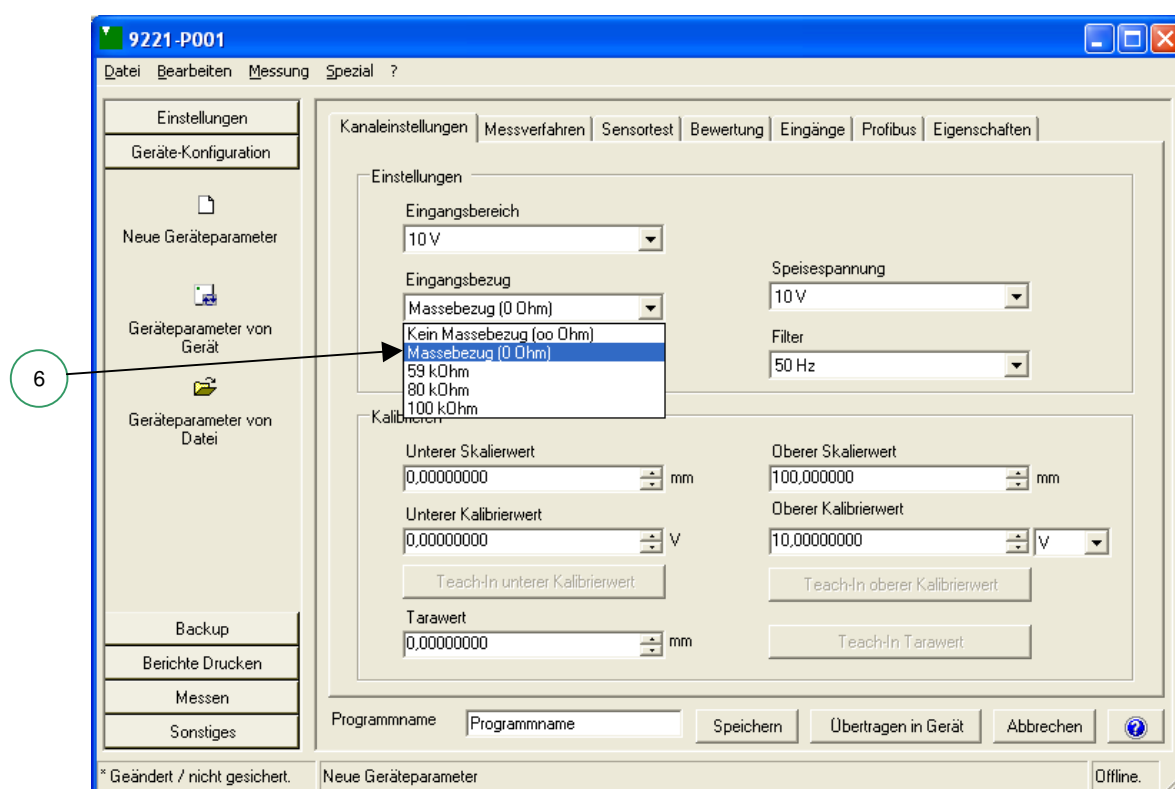 9221-P001
Datei Bearbeiten Messung Spezial ?
Einstellungen
Geräte-Konfiguration
Neue Geräteparameter
Geräteparameter von
Gerät
Geräteparameter von
Datei
Backup
Berichte Drucken
Messen
Sonstiges
6
Kanaleinstellungen Messverfahren Sensortest Bewertung Eingänge Profibus Eigenschaften
Einstellungen
Eingangsbereich
10 V
Eingangsbezug
Massebezug (0 Ohm)
Kein Massebezug (oo Ohm)
Massebezug (0 Ohm)
59 kOhm
80 kOhm
100 kOhm
Speisespannung
10 V
Filter
50 Hz
Kalibrieren
Unterer Skalierwert
0,00000000 mm
Oberer Skalierwert
100,000000 mm
Unterer Kalibrierwert
0,00000000 V
Oberer Kalibrierwert
10,00000000 V
Teach-In unterer Kalibrierwert
Teach-In oberer Kalibrierwert
Tarawert
0,00000000 mm
Teach-In Tarawert
Programmname Programmname Speichern Übertragen in Gerät Abbrechen ?
* Geändert / nicht gesichert. Neue Geräteparameter Offline.